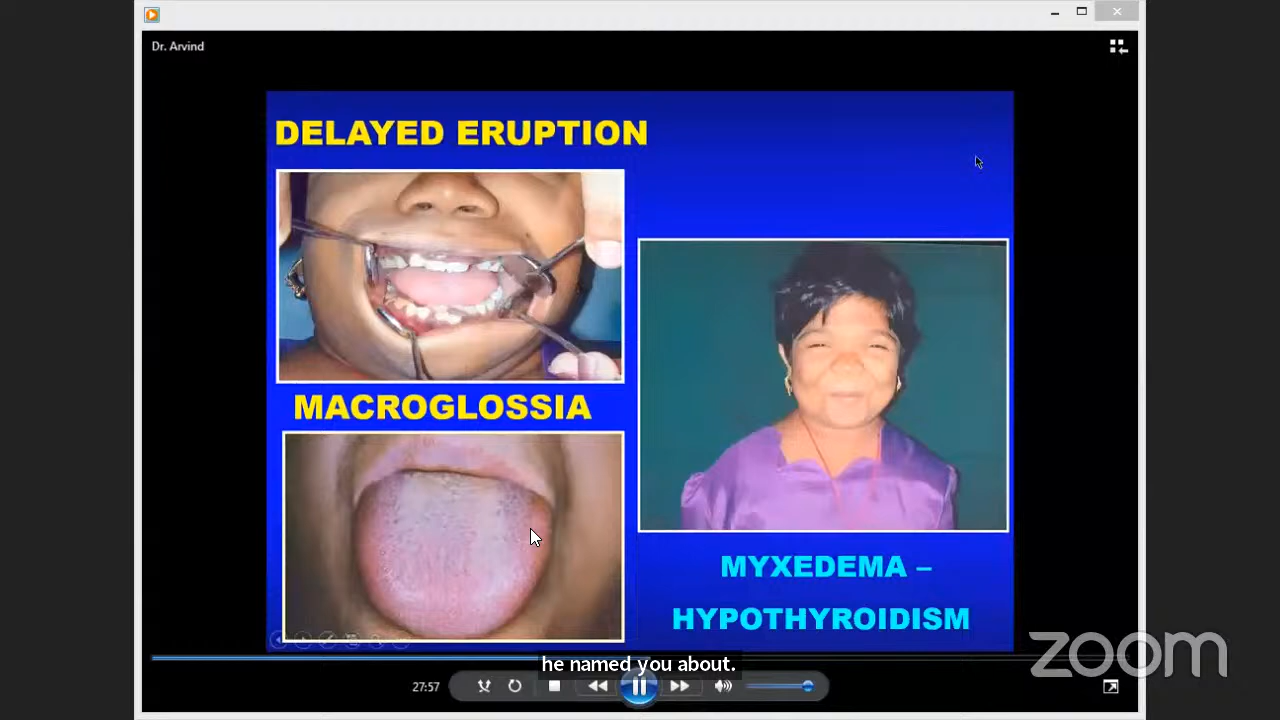 Dr. Arvind
DELAYED ERUPTION
MACROGLOSSIA
MYXEDEMA –
HYPOTHYROIDISM
he named you about.
27:57
zoom